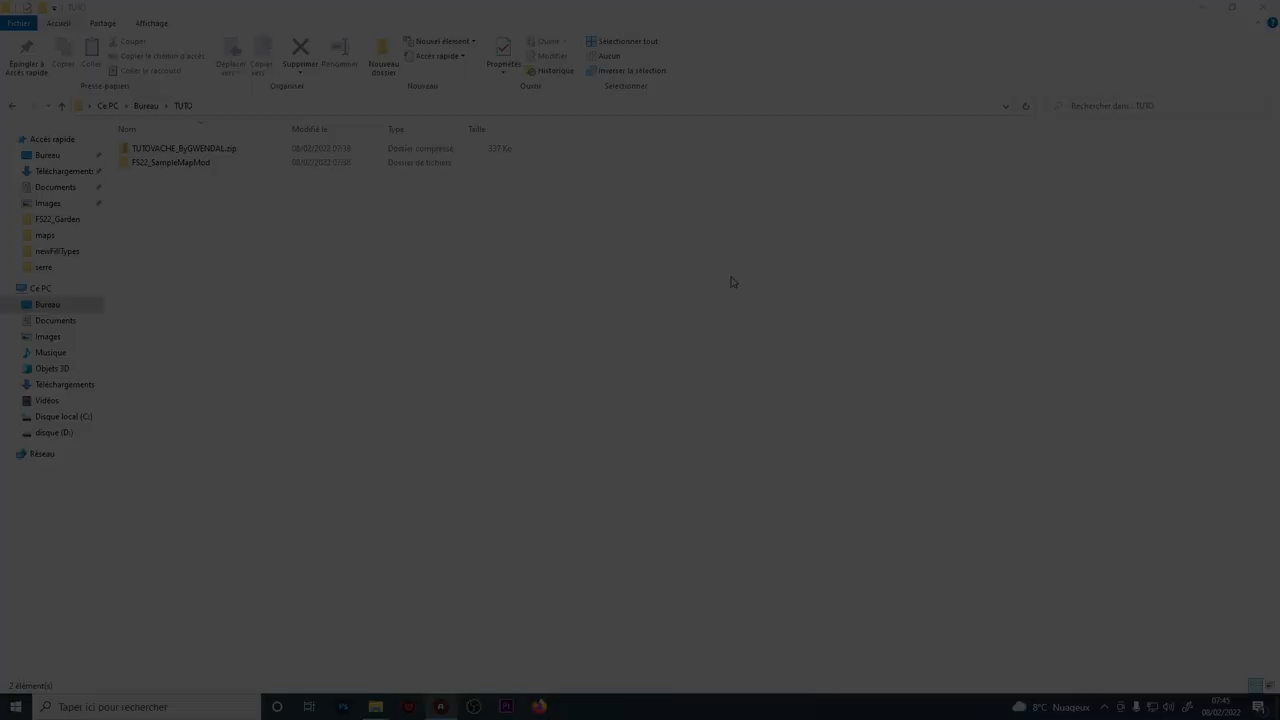 TUTO
Fichier Accueil Partage Affichage
Épingler à Accès rapide
Copier
Coller
Couper
Copier le chemin d'accès
Coller le raccourci
Presse-papiers
Déplacer vers
Copier vers
Supprimer
Renommer
Organiser
Nouveau dossier
Nouvel élément
Accès rapide
Nouveau
Propriétés
Ouvrir
Modifier
Historique
Ouvrir
Sélectionner tout
Aucun
Inverser la sélection
Sélectionner
Ce PC > Bureau > TUTO
Rechercher dans : TUTO
Nom Modifié le Type Taille
TUTOVACHE_ByGWENDAL.zip 08/02/2022 07:38 Dossier compressé 337 Ko
FS22_SampleMapMod Dossier de fichiers
Accès rapide
Bureau
Téléchargements
Documents
Images
FS22_Garden
maps
newFillTypes
serre
Ce PC
Bureau
Documents
Images
Musique
Objets 3D
Téléchargements
Vidéos
Disque local (C:)
disque (D:)
Réseau
2 élément(s)
Taper ici pour rechercher
8°C Nuageux
07:45
08/02/2022